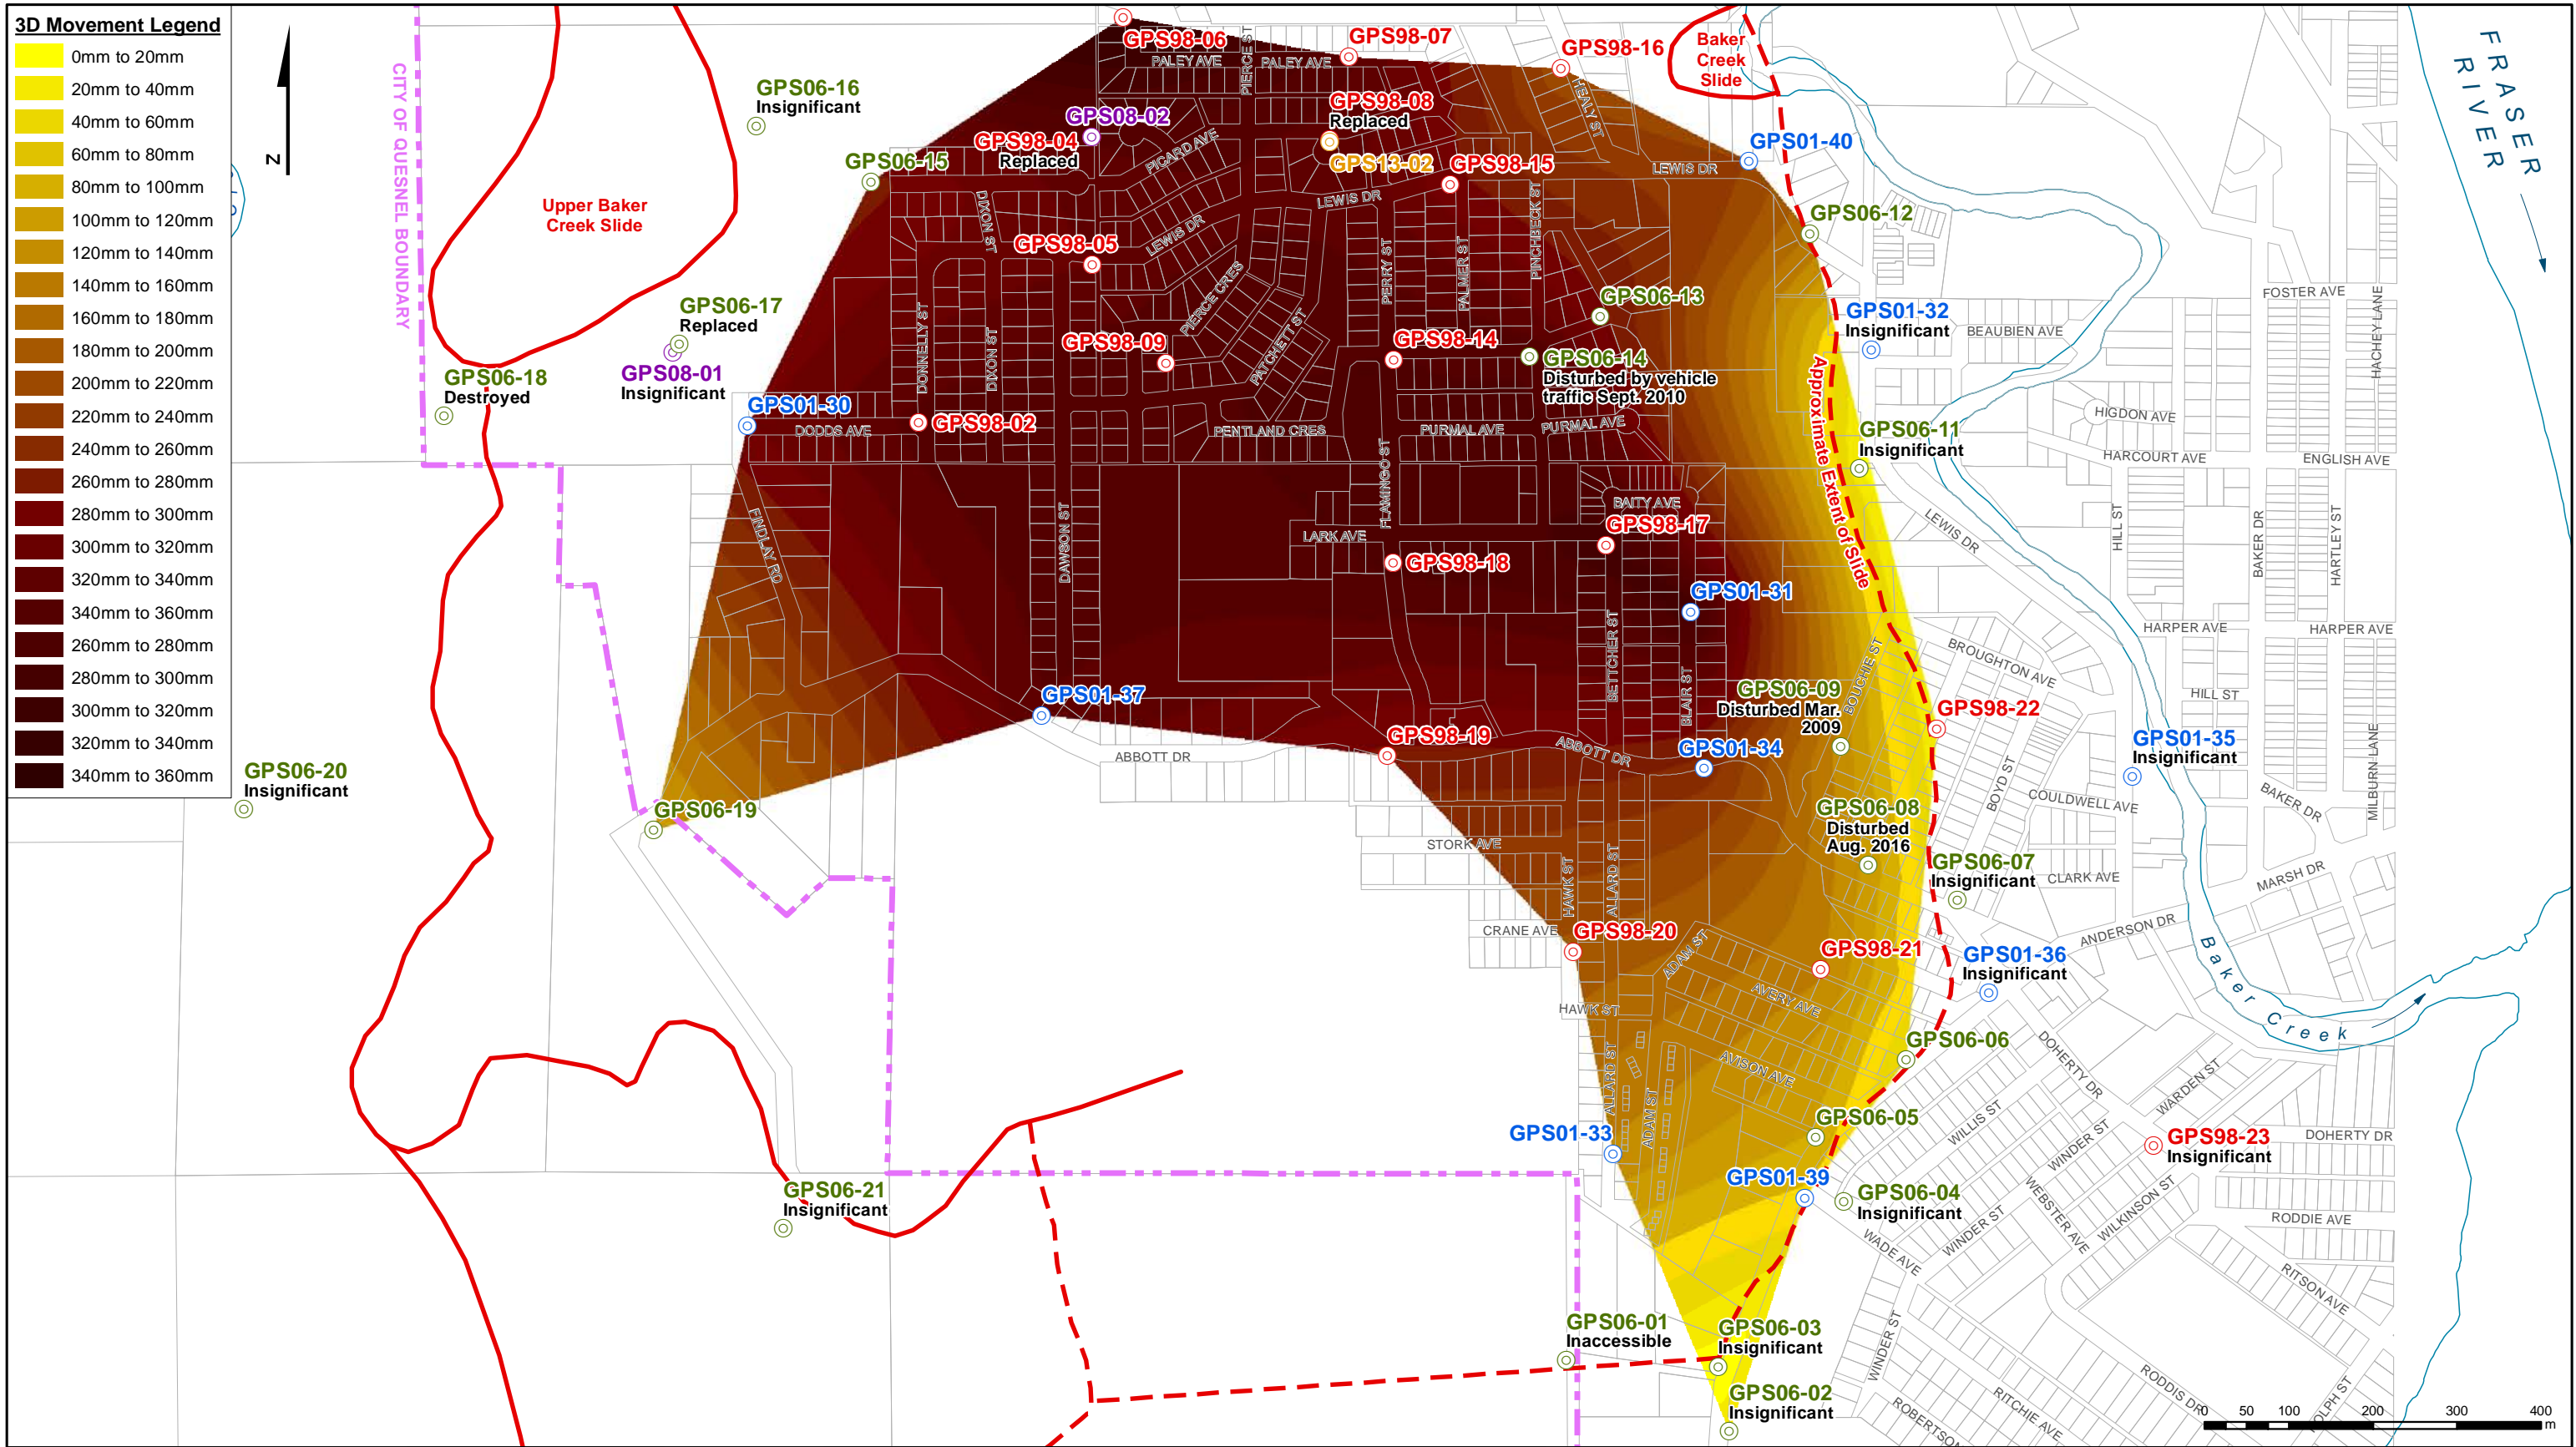 3D Movement Legend
0mm to 20mm
20mm to 40mm
40mm to 60mm
60mm to 80mm
80mm to 100mm
100mm to 120mm
120mm to 140mm
140mm to 160mm
160mm to 180mm
180mm to 200mm
200mm to 220mm
220mm to 240mm
240mm to 260mm
260mm to 280mm
280mm to 300mm
300mm to 320mm
320mm to 340mm
340mm to 360mm
260mm to 280mm
280mm to 300mm
300mm to 320mm
320mm to 340mm
340mm to 360mm
N
CITY OF QUESNEL BOUNDARY
Upper Baker
Creek Slide
Baker
Creek
Slide
FRASER
RIVER
GPS98-06
GPS98-07
GPS98-16
PALEY AVE
PIERCE ST
PALEY AVE
HEALY ST
GPS06-16
Insignificant
GPS08-02
GPS98-08
Replaced
GPS98-04
Replaced
PICARD AVE
GPS13-02
GPS98-15
GPS01-40
GPS06-15
LEWIS DR
LEWIS DR
DIXON ST
GPS98-05
LEWIS DR
PIERCE CRES
PERRY ST
PALMER ST
PINCHBECK ST
GPS06-12
GPS06-17
Replaced
GPS08-01
Insignificant
GPS06-18
Destroyed
GPS06-13
GPS01-32
Insignificant
FOSTER AVE
BEAUBIEN AVE
HACHEY LANE
DONNELLY ST
DIXON ST
GPS98-09
PATCHETT ST
GPS98-14
GPS06-14
Disturbed by vehicle
traffic Sept. 2010
Approximate Extent of Slide
GPS01-30
DODDS AVE
GPS98-02
PENTLAND CRES
PURMAL AVE
PURMAL AVE
GPS06-11
Insignificant
HIGDON AVE
HARCOURT AVE
ENGLISH AVE
FINDLAY RD
DAWSON ST
FLAMINGO ST
LARK AVE
BAITY AVE
GPS98-17
GPS98-18
LEWIS DR
HILL ST
BAKER DR
HARTLEY ST
GPS01-31
BETTCHER ST
BLAIR ST
BOUCHIE ST
BROUGHTON AVE
HARPER AVE
HARPER AVE
HILL ST
GPS01-37
GPS98-19
ABBOTT DR
ABBOTT DR
GPS06-09
Disturbed Mar.
2009
GPS01-34
GPS98-22
GPS01-35
Insignificant
BOYD ST
COULDWELL AVE
BAKER DR
MILBURN LANE
GPS06-20
Insignificant
GPS06-19
GPS06-08
Disturbed
Aug. 2016
GPS06-07
Insignificant
CLARK AVE
MARSH DR
STORK AVE
HAWK ST
ALLARD ST
CRANE AVE
GPS98-20
ADAM ST
GPS98-21
ANDERSON DR
GPS01-36
Insignificant
Baker Creek
AVERY AVE
HAWK ST
GPS06-06
AVISON AVE
DOHERTY DR
WARDEN ST
ALLARD ST
ADAM ST
GPS01-33
GPS06-05
WILLIS ST
WINDER ST
GPS98-23
Insignificant
DOHERTY DR
GPS06-21
Insignificant
GPS01-39
GPS06-04
Insignificant
WEBSTER AVE
WILKINSON ST
WINDER ST
WADE AVE
RODDIE AVE
RITSON AVE
GPS06-01
Inaccessible
GPS06-03
Insignificant
WINDER ST
GPS06-02
Insignificant
RITCHIE AVE
RODDIS DR
0 50 100 200 300 400
m